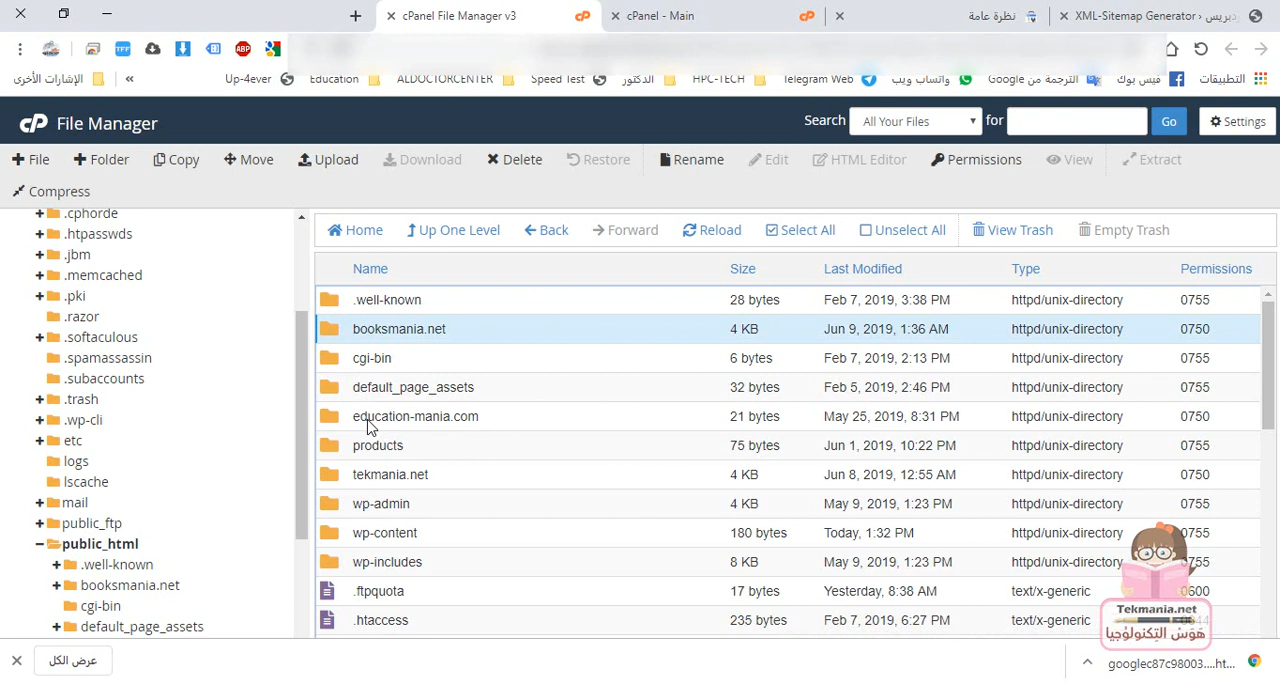 cPanel File Manager v3
cPanel - Main
نظرة عامة
XML-Sitemap Generator ‹ ردبريس
الإشارات الأخرى
»
Up-4ever
Education
ALDOCTORCENTER
Speed Test
الدكتور
HPC-TECH
Telegram Web
واتساب ويب
الترجمة من Google
فيس بوك
التطبيقات
TFF
ABP
cP File Manager
Search
All Your Files
for
Go
Settings
File
Folder
Copy
Move
Upload
Download
Delete
Restore
Rename
Edit
HTML Editor
Permissions
View
Extract
Compress
.cphorde
.htpasswds
.jbm
.memcached
.pki
.razor
.softaculous
.spamassassin
.subaccounts
.trash
.wp-cli
etc
logs
lscache
mail
public_ftp
public_html
.well-known
booksmania.net
cgi-bin
default_page_assets
Home
Up One Level
Back
Forward
Reload
Select All
Unselect All
View Trash
Empty Trash
Name Size Last Modified Type Permissions
.well-known 28 bytes Feb 7, 2019, 3:38 PM httpd/unix-directory 0755
booksmania.net 4 KB Jun 9, 2019, 1:36 AM httpd/unix-directory 0750
cgi-bin 6 bytes Feb 7, 2019, 2:13 PM httpd/unix-directory 0755
default_page_assets 32 bytes Feb 5, 2019, 2:46 PM httpd/unix-directory 0755
education-mania.com 11 bytes May 25, 2019, 8:31 PM httpd/unix-directory 0750
products 75 bytes Jun 1, 2019, 10:22 PM httpd/unix-directory 0755
tekmania.net 4 KB Jun 8, 2019, 12:55 AM httpd/unix-directory 0750
wp-admin 4 KB May 9, 2019, 1:23 PM httpd/unix-directory 0755
wp-content 180 bytes Today, 1:32 PM httpd/unix-directory 0755
wp-includes 8 KB May 9, 2019, 1:23 PM httpd/unix-directory 0755
.ftpquota 17 bytes Yesterday, 8:38 AM text/x-generic 0600
.htaccess 235 bytes Feb 7, 2019, 6:27 PM text/x-generic
Tekmania.net
هَوَسُ التِكنولوُجيا
عرض الكل
googlec87c98003....ht...